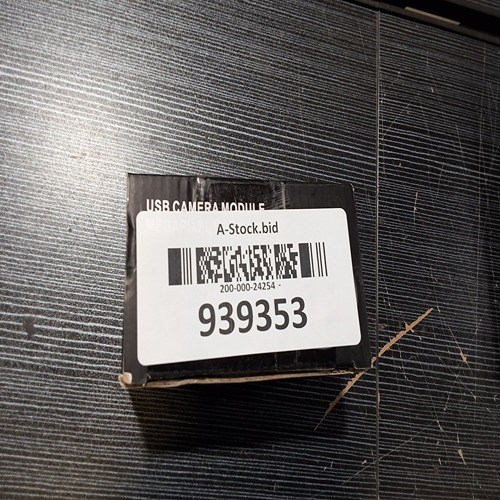 USB CAMERA MODULE
A-Stock.bid
200-000-24254 -
939353